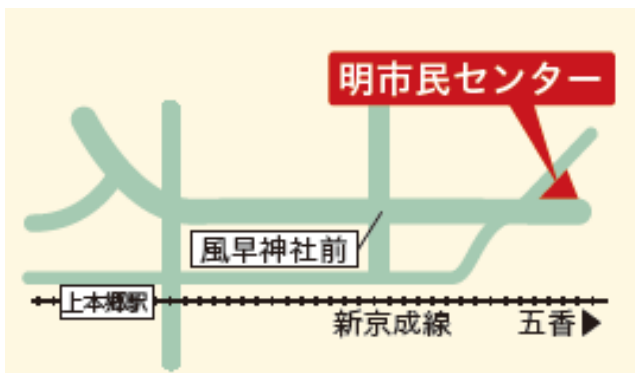 明市民センター
風早神社前
上本郷駅
新京成線
五香▶